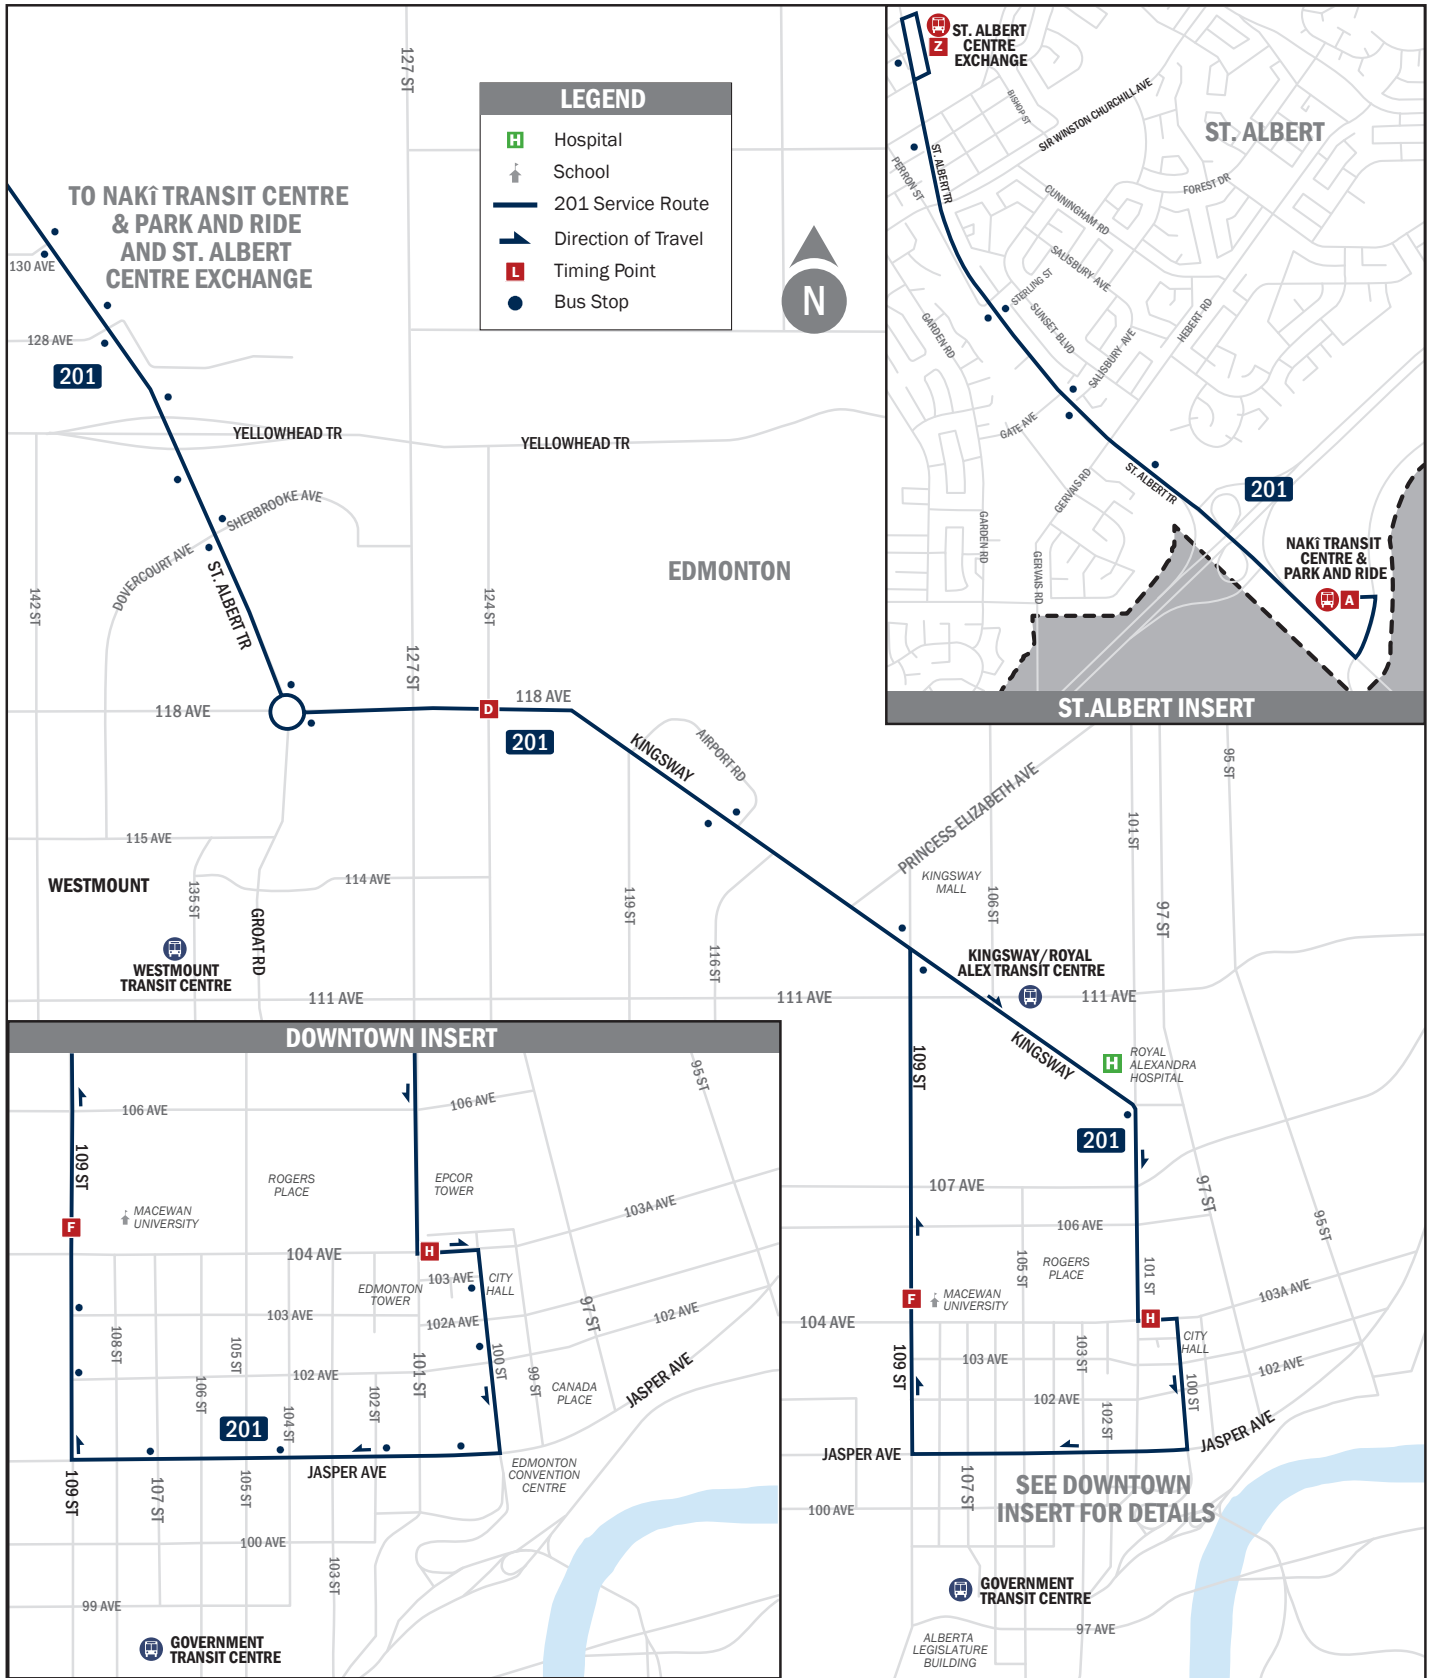 127 ST
LEGEND
H Hospital
School
201 Service Route
Direction of Travel
L Timing Point
Bus Stop
N
TO NAKÎ TRANSIT CENTRE
& PARK AND RIDE
AND ST. ALBERT
CENTRE EXCHANGE
130 AVE
128 AVE
201
YELLOWHEAD TR
YELLOWHEAD TR
SHERBROOKE AVE
DOVERCOURT AVE
ST. ALBERT TR
142 ST
124 ST
127 ST
EDMONTON
118 AVE
118 AVE
D
201
KINGSWAY
AIRPORT RD
115 AVE
114 AVE
WESTMOUNT
135 ST
GROAT RD
119 ST
116 ST
WESTMOUNT
TRANSIT CENTRE
111 AVE
111 AVE
111 AVE
PRINCESS ELIZABETH AVE
95 ST
101 ST
KINGSWAY
MALL
106 ST
97 ST
KINGSWAY/ROYAL
ALEX TRANSIT CENTRE
KINGSWAY
109 ST
H
ROYAL
ALEXANDRA
HOSPITAL
201
107 AVE
97 ST
95 ST
106 AVE
105 ST
ROGERS
PLACE
101 ST
103A AVE
F
MACEWAN
UNIVERSITY
H
104 AVE
CITY
HALL
109 ST
103 AVE
103 ST
102 AVE
102 AVE
102 ST
100 ST
JASPER AVE
JASPER AVE
107 ST
SEE DOWNTOWN
INSERT FOR DETAILS
100 AVE
GOVERNMENT
TRANSIT CENTRE
97 AVE
ALBERTA
LEGISLATURE
BUILDING
Z
ST. ALBERT
CENTRE
EXCHANGE
BISHOP ST
SIR WINSTON CHURCHILL AVE
ST. ALBERT
PERRON ST
ST. ALBERT TR
CUNNINGHAM RD
FOREST DR
SALISBURY AVE
STERLING ST
SUNSET BLVD
GARDEN RD
HEBERT RD
SALISBURY AVE
GATE AVE
GERVAIS RD
ST. ALBERT TR
201
GARDEN RD
GERVAIS RD
NAKÎ TRANSIT
CENTRE &
PARK AND RIDE
A
ST.ALBERT INSERT
DOWNTOWN INSERT
95 ST
106 AVE
106 AVE
109 ST
ROGERS
PLACE
EPCOR
TOWER
MACEWAN
UNIVERSITY
F
103A AVE
104 AVE
H
103 AVE
CITY
HALL
EDMONTON
TOWER
103 AVE
102A AVE
97 ST
102 AVE
108 ST
105 ST
102 AVE
101 ST
100 ST
99 ST
106 ST
102 ST
CANADA
PLACE
JASPER AVE
104 ST
201
JASPER AVE
EDMONTON
CONVENTION
CENTRE
109 ST
107 ST
105 ST
100 AVE
103 ST
99 AVE
GOVERNMENT
TRANSIT CENTRE